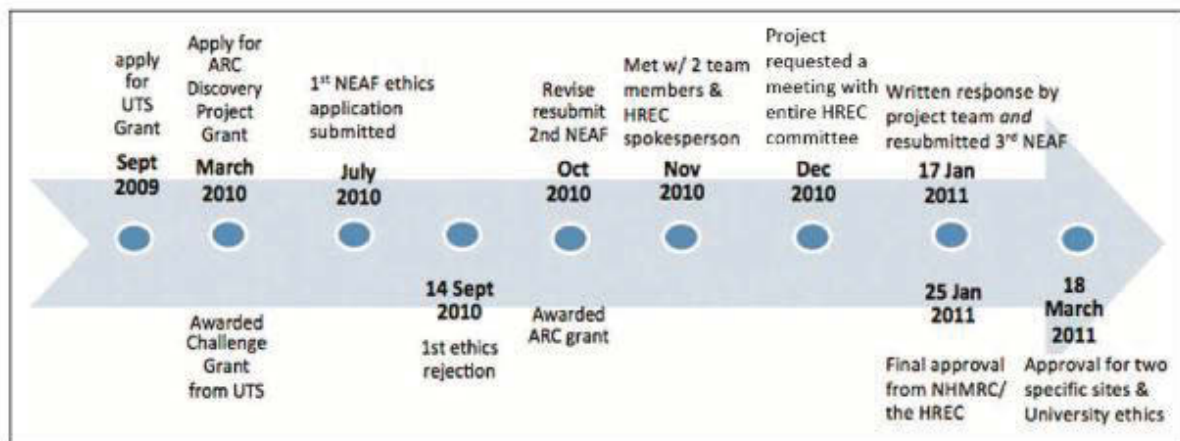 apply
for
UTS
Grant
Sept
2009
Apply for
ARC
Discovery
Project
Grant
March
2010
1st NEAF ethics
application
submitted
July
2010
Revise
resubmit
2nd NEAF
Oct
2010
Met w/ 2 team
members &
HREC
spokesperson
Nov
2010
Project
requested a
meeting with
entire HREC
committee
Dec
2010
Written response by
project team and
resubmitted 3rd NEAF
17 Jan
2011
Awarded
Challenge
Grant
from UTS
14 Sept
2010
1st ethics
rejection
Awarded
ARC grant
25 Jan
2011
Final approval
from NHMRC/
the HREC
18
March
2011
Approval for two
specific sites &
University ethics